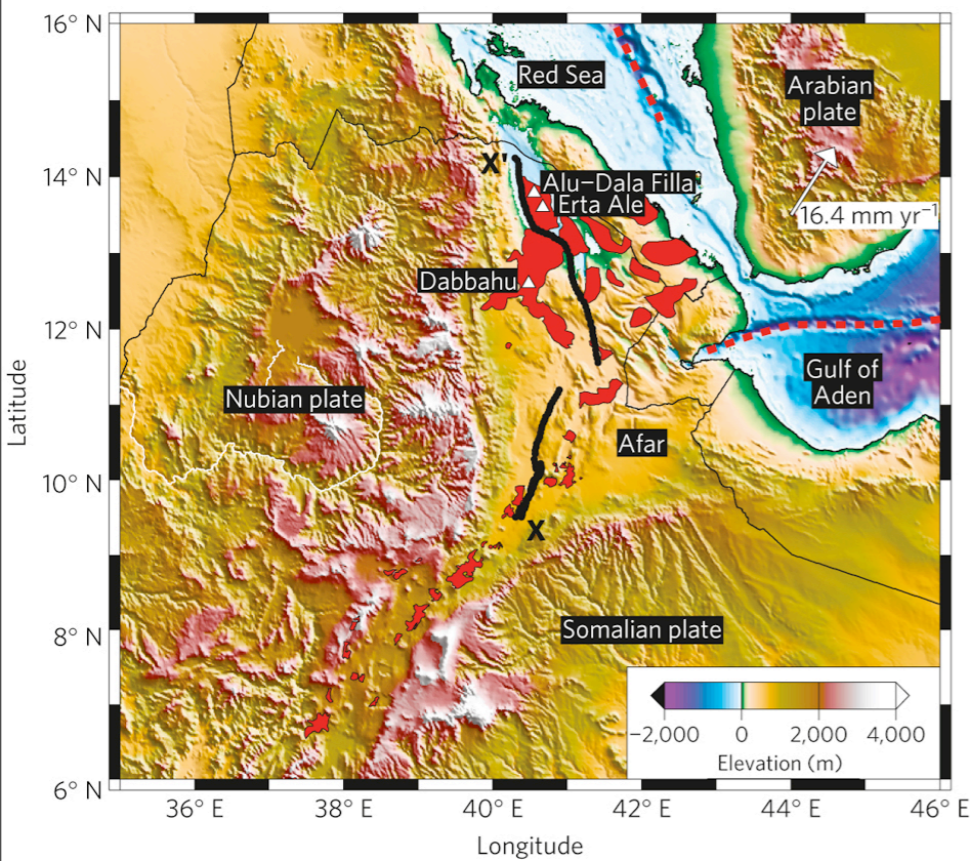 16° N
Red Sea
Arabian
plate
X'
14° N
Alu–Dala Filla
Erta Ale
16.4 mm yr⁻¹
Dabbahu
12° N
Gulf of
Aden
Nubian plate
Latitude
Afar
10° N
X
Somalian plate
8° N
−2,000
0
2,000
4,000
Elevation (m)
6° N
36° E
38° E
40° E
42° E
44° E
46° E
Longitude